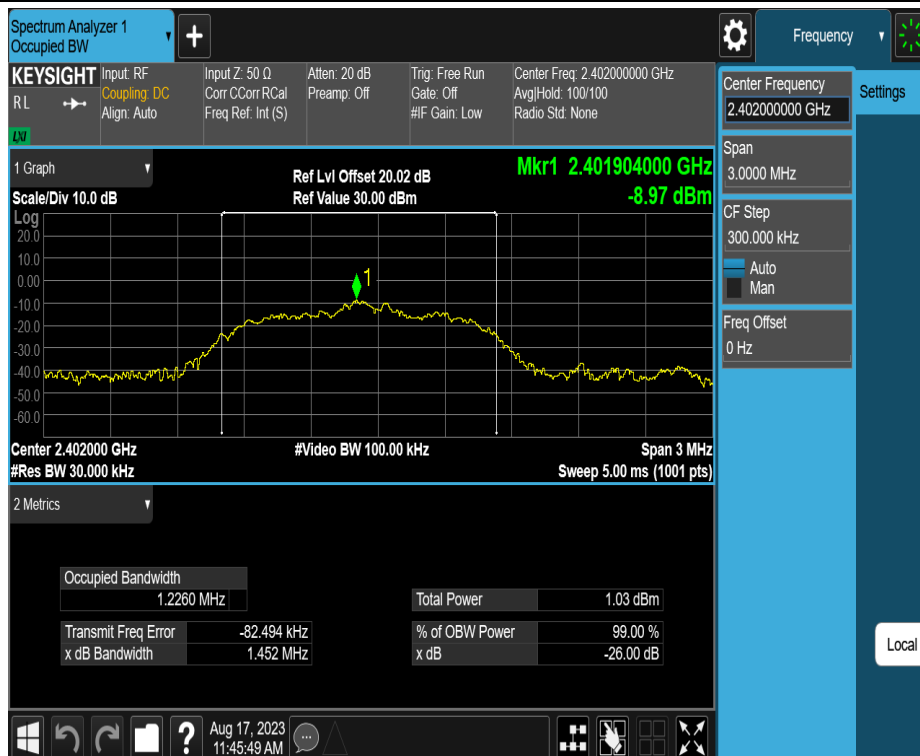 Spectrum Analyzer 1
Occupied BW
+
Frequency
KEYSIGHT
RL
LXI
Input: RF
Coupling: DC
Align: Auto
Input Z: 50 Ω
Corr CCorr RCal
Freq Ref: Int (S)
Atten: 20 dB
Preamp: Off
Trig: Free Run
Gate: Off
#IF Gain: Low
Center Freq: 2.402000000 GHz
Avg|Hold: 100/100
Radio Std: None
Center Frequency
2.402000000 GHz
Settings
Span
3.0000 MHz
CF Step
300.000 kHz
Auto
Man
Freq Offset
0 Hz
1 Graph
Scale/Div 10.0 dB
Ref Lvl Offset 20.02 dB
Ref Value 30.00 dBm
Mkr1 2.401904000 GHz
-8.97 dBm
Log
20.0
10.0
0.00
-10.0
-20.0
-30.0
-40.0
-50.0
-60.0
1
Center 2.402000 GHz
#Res BW 30.000 kHz
#Video BW 100.00 kHz
Span 3 MHz
Sweep 5.00 ms (1001 pts)
2 Metrics
Occupied Bandwidth
1.2260 MHz
Transmit Freq Error -82.494 kHz
x dB Bandwidth 1.452 MHz
Total Power 1.03 dBm
% of OBW Power 99.00 %
x dB -26.00 dB
Local
?
Aug 17, 2023
11:45:49 AM